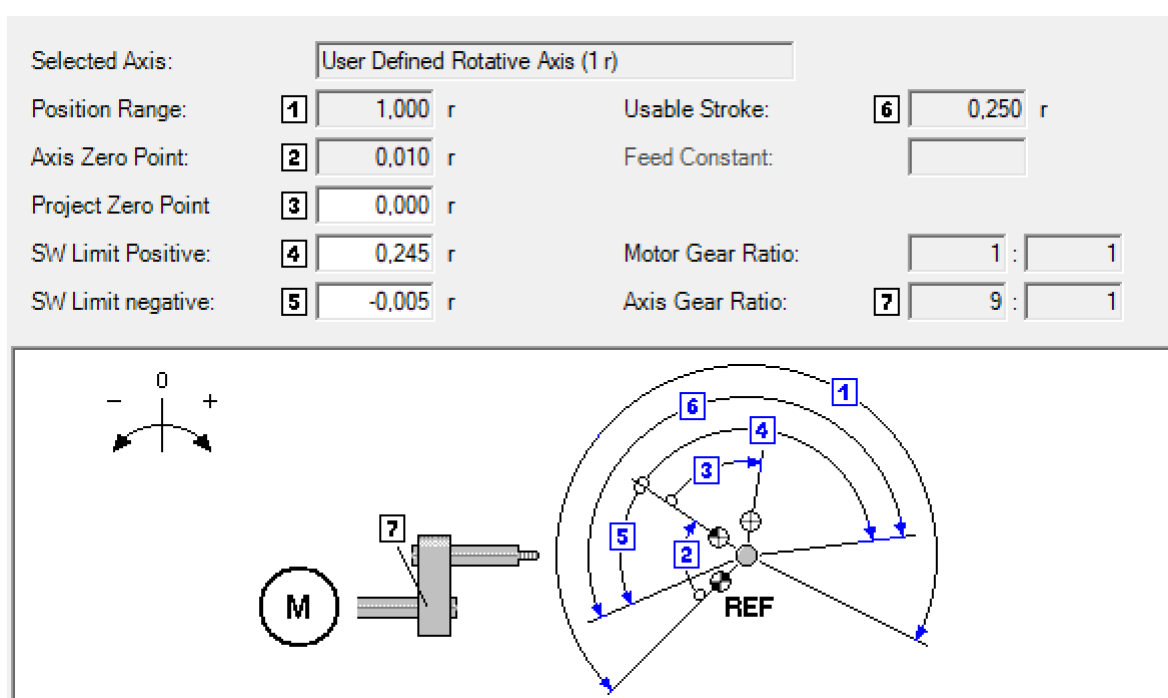 Selected Axis: User Defined Rotative Axis (1 r)
Position Range: 1 1,000 r Usable Stroke: 6 0,250 r
Axis Zero Point: 2 0,010 r Feed Constant:
Project Zero Point 3 0,000 r
SW Limit Positive: 4 0,245 r Motor Gear Ratio: 1 : 1
SW Limit negative: 5 -0,005 r Axis Gear Ratio: 7 9 : 1
0
- +
1
6
4
3
7
5
2
M
REF